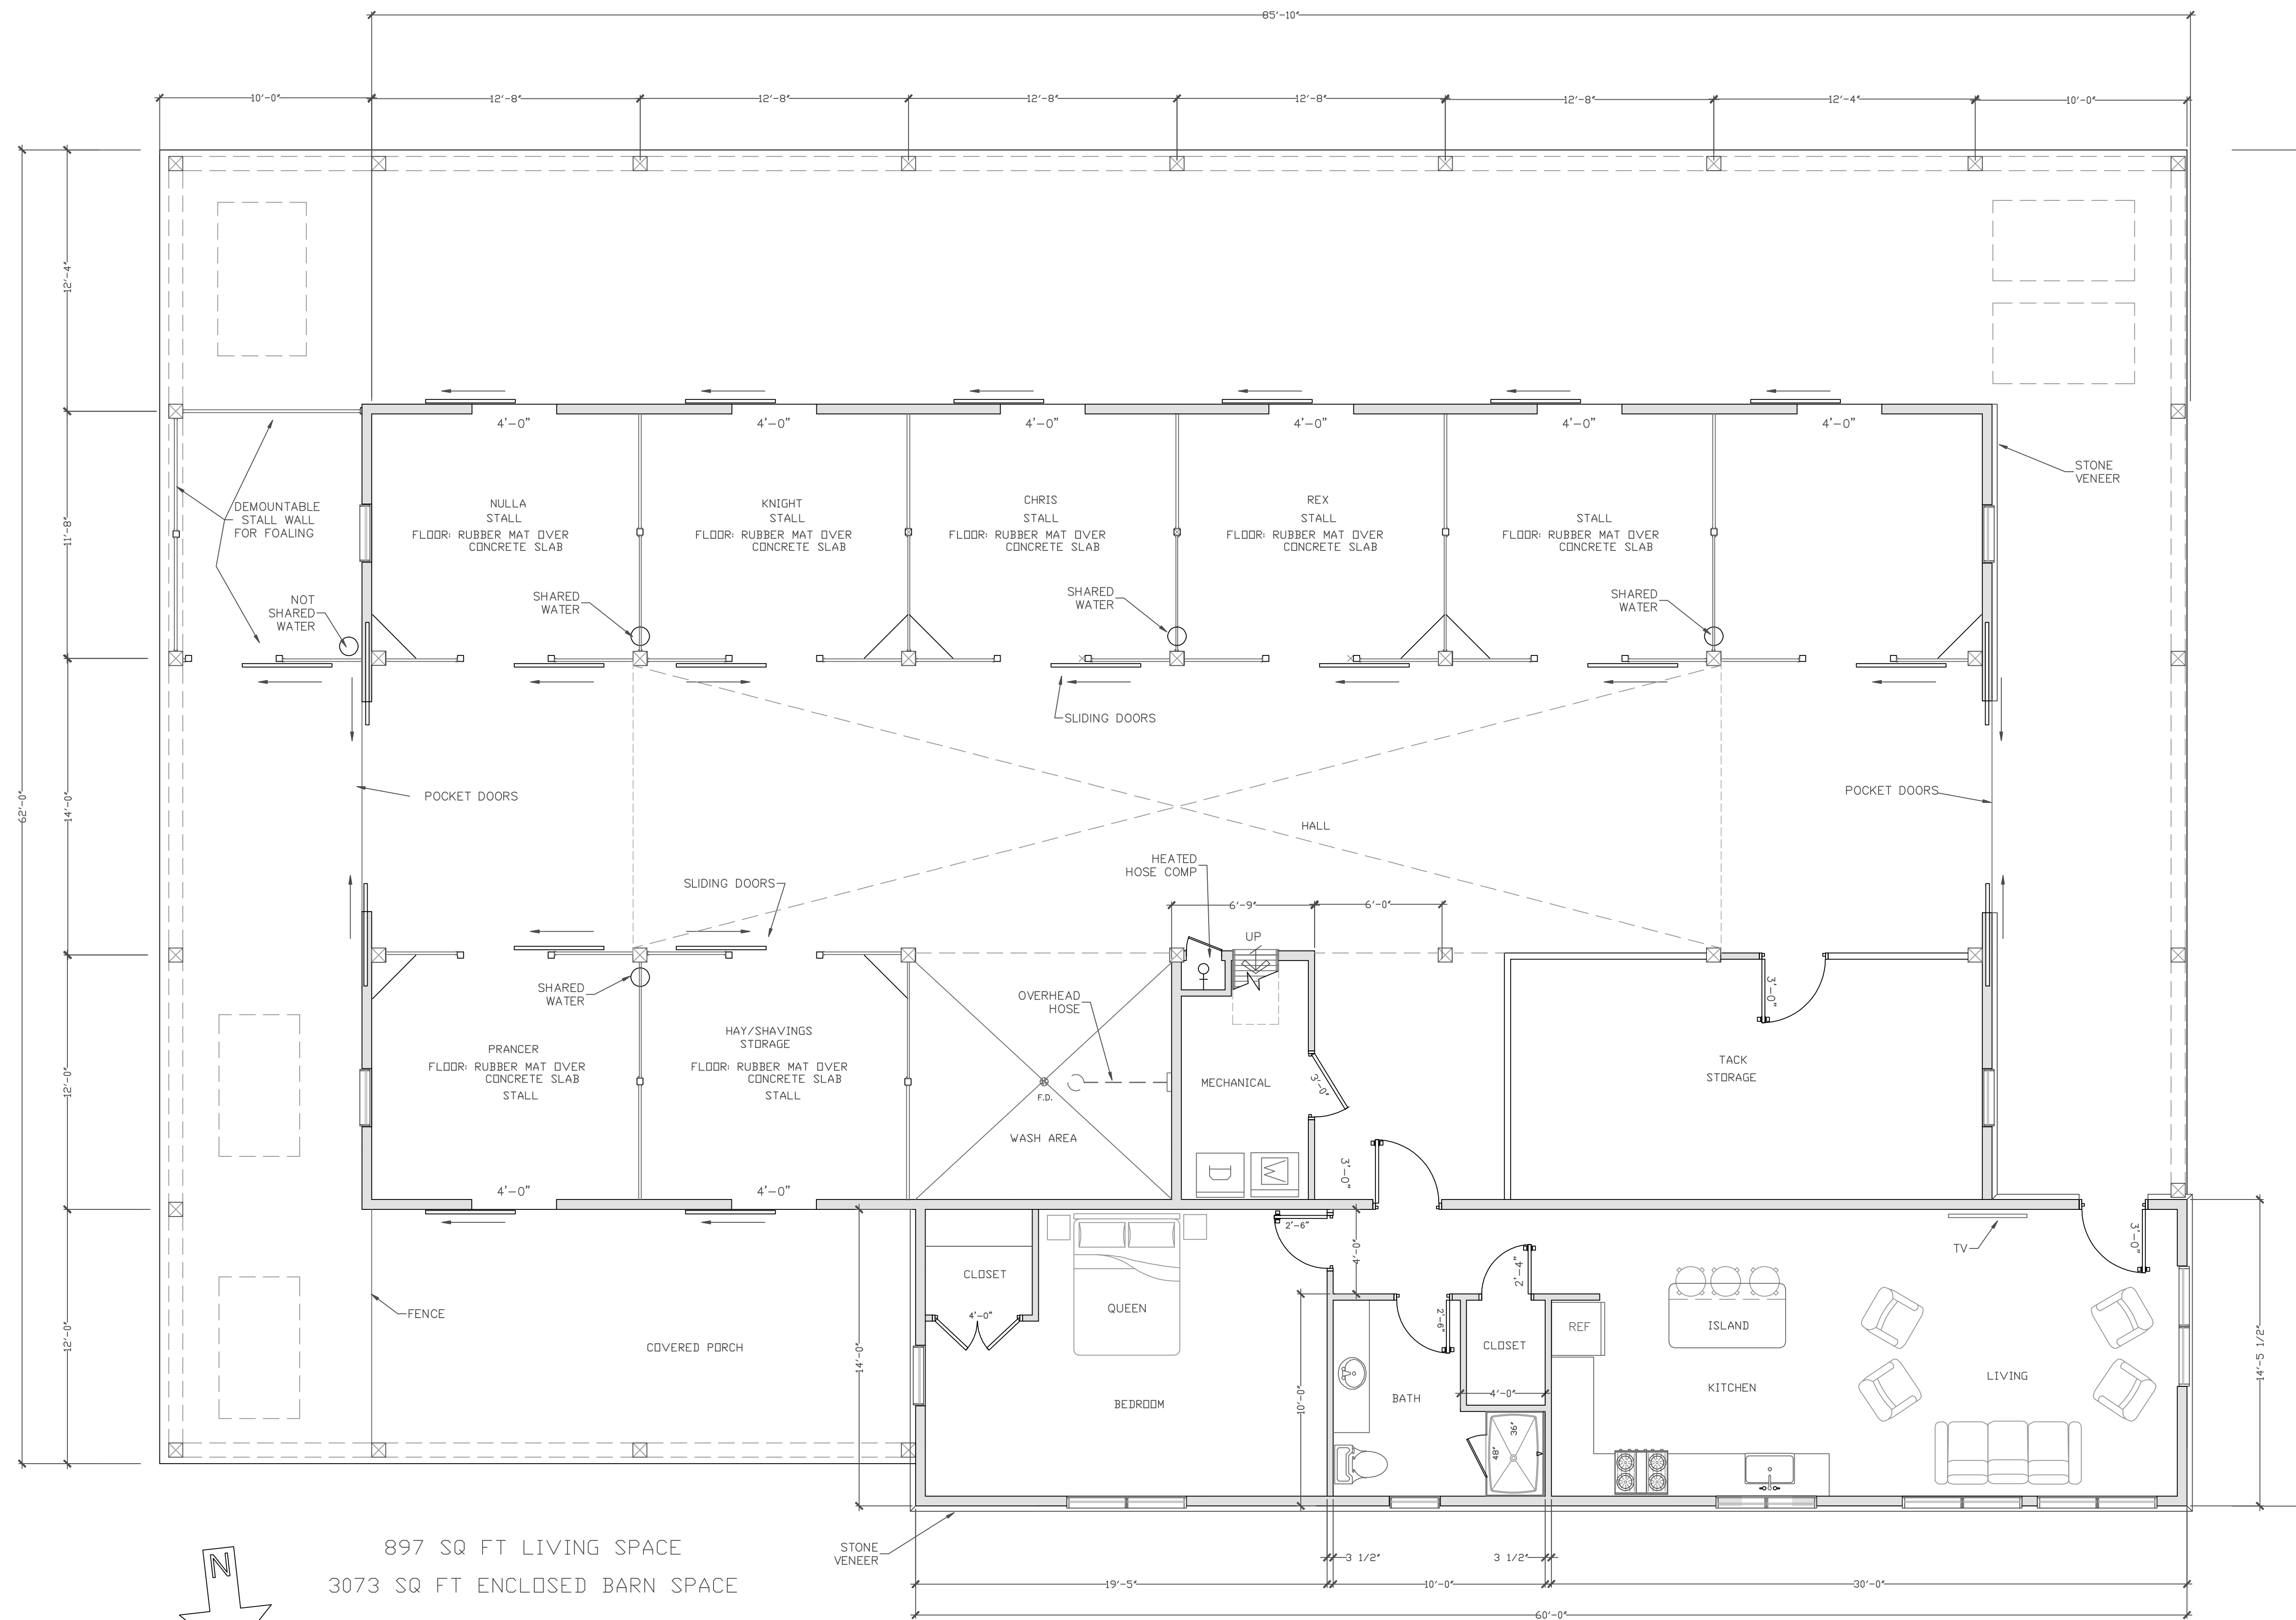 85'-10"
10'-0"
12'-8"
12'-8"
12'-8"
12'-8"
12'-8"
12'-4"
10'-0"
62'-0"
12'-4"
11'-8"
14'-0"
12'-0"
12'-0"
4'-0"
4'-0"
4'-0"
4'-0"
4'-0"
4'-0"
STONE
VENEER
DEMOUNTABLE
STALL WALL
FOR FOALING
NULLA
STALL
FLOOR: RUBBER MAT OVER
CONCRETE SLAB
KNIGHT
STALL
FLOOR: RUBBER MAT OVER
CONCRETE SLAB
CHRIS
STALL
FLOOR: RUBBER MAT OVER
CONCRETE SLAB
REX
STALL
FLOOR: RUBBER MAT OVER
CONCRETE SLAB
STALL
FLOOR: RUBBER MAT OVER
CONCRETE SLAB
NOT
SHARED
WATER
SHARED
WATER
SHARED
WATER
SHARED
WATER
SLIDING DOORS
POCKET DOORS
POCKET DOORS
HALL
HEATED
HOSE COMP
SLIDING DOORS
6'-9"
6'-0"
UP
SHARED
WATER
OVERHEAD
HOSE
3'-0"
PRANCER
FLOOR: RUBBER MAT OVER
CONCRETE SLAB
STALL
HAY/SHAVINGS
STORAGE
FLOOR: RUBBER MAT OVER
CONCRETE SLAB
STALL
F.D.
WASH AREA
MECHANICAL
3'-0"
TACK
STORAGE
D
W
3'-0"
4'-0"
4'-0"
2'-6"
4'-0"
2'-4"
TV
3'-0"
CLOSET
4'-0"
QUEEN
FENCE
COVERED PORCH
14'-0"
BEDROOM
10'-0"
2'-6"
CLOSET
4'-0"
BATH
36"
48"
REF
ISLAND
KITCHEN
LIVING
14'-5 1/2"
897 SQ FT LIVING SPACE
3073 SQ FT ENCLOSED BARN SPACE
N
STONE
VENEER
3 1/2"
3 1/2"
19'-5"
10'-0"
30'-0"
60'-0"